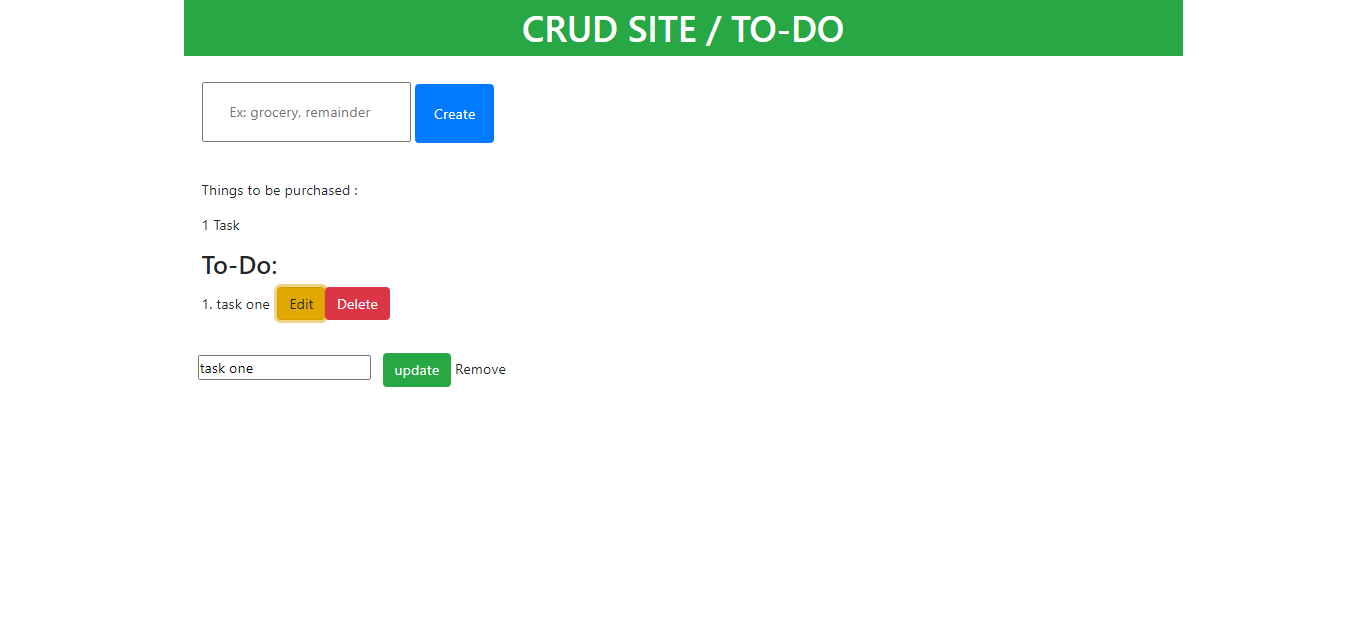 CRUD SITE / TO-DO
Ex: grocery, remainder
Create
Things to be purchased :
1 Task
To-Do:
1. task one Edit Delete
task one update Remove